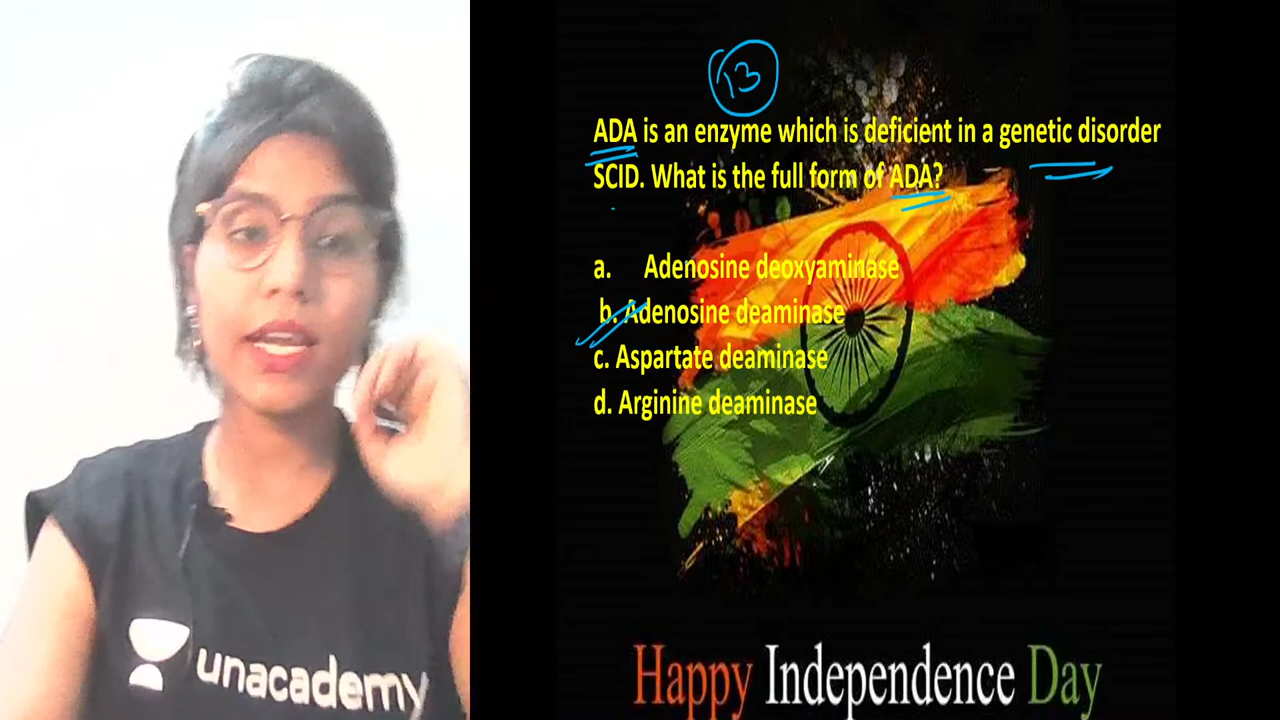 13
ADA is an enzyme which is deficient in a genetic disorder
SCID. What is the full form of ADA?
a. Adenosine deoxyaminase
b. Adenosine deaminase
c. Aspartate deaminase
d. Arginine deaminase
unacademy
Happy Independence Day